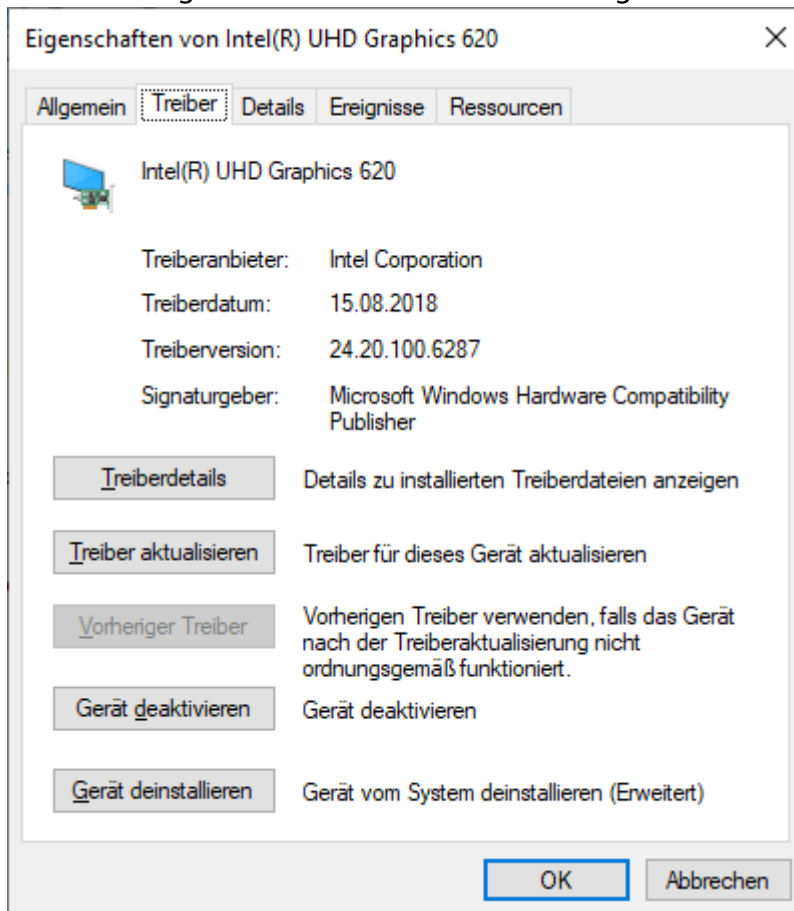 Eigenschaften von Intel(R) UHD Graphics 620
Allgemein Treiber Details Ereignisse Ressourcen
Intel(R) UHD Graphics 620
Treiberanbieter: Intel Corporation
Treiberdatum: 15.08.2018
Treiberversion: 24.20.100.6287
Signaturgeber: Microsoft Windows Hardware Compatibility
Publisher
Treiberdetails Details zu installierten Treiberdateien anzeigen
Treiber aktualisieren Treiber für dieses Gerät aktualisieren
Vorheriger Treiber Vorherigen Treiber verwenden, falls das Gerät
nach der Treiberaktualisierung nicht
ordnungsgemäß funktioniert.
Gerät deaktivieren Gerät deaktivieren
Gerät deinstallieren Gerät vom System deinstallieren (Erweitert)
OK Abbrechen